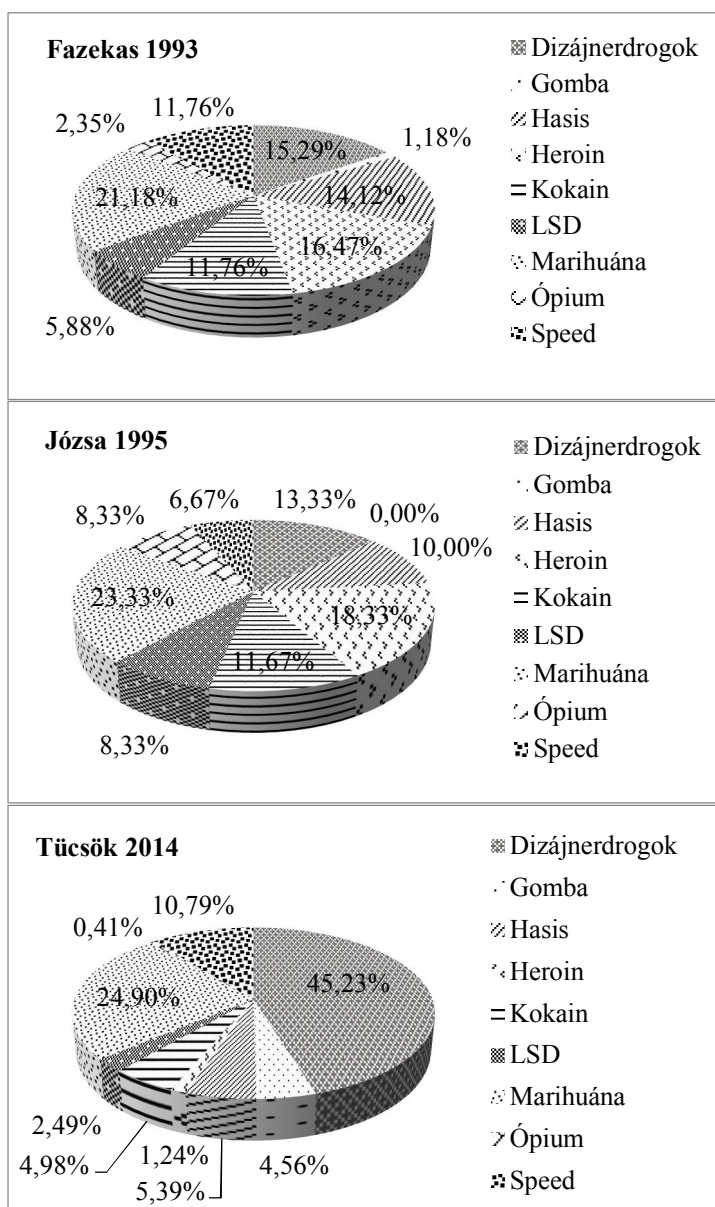 Fazekas 1993
Dizájnerdrogok
Gomba
Hasis
Heroin
Kokain
LSD
Marihuána
Ópium
Speed
11,76%
2,35%
15,29%
1,18%
21,18%
14,12%
16,47%
11,76%
5,88%
Józsa 1995
Dizájnerdrogok
Gomba
Hasis
Heroin
Kokain
LSD
Marihuána
Ópium
Speed
6,67%
13,33%
8,33%
0,00%
10,00%
23,33%
18,33%
11,67%
8,33%
Tücsök 2014
Dizájnerdrogok
Gomba
Hasis
Heroin
Kokain
LSD
Marihuána
Ópium
Speed
10,79%
0,41%
45,23%
24,90%
2,49%
4,98%
1,24%
5,39%
4,56%